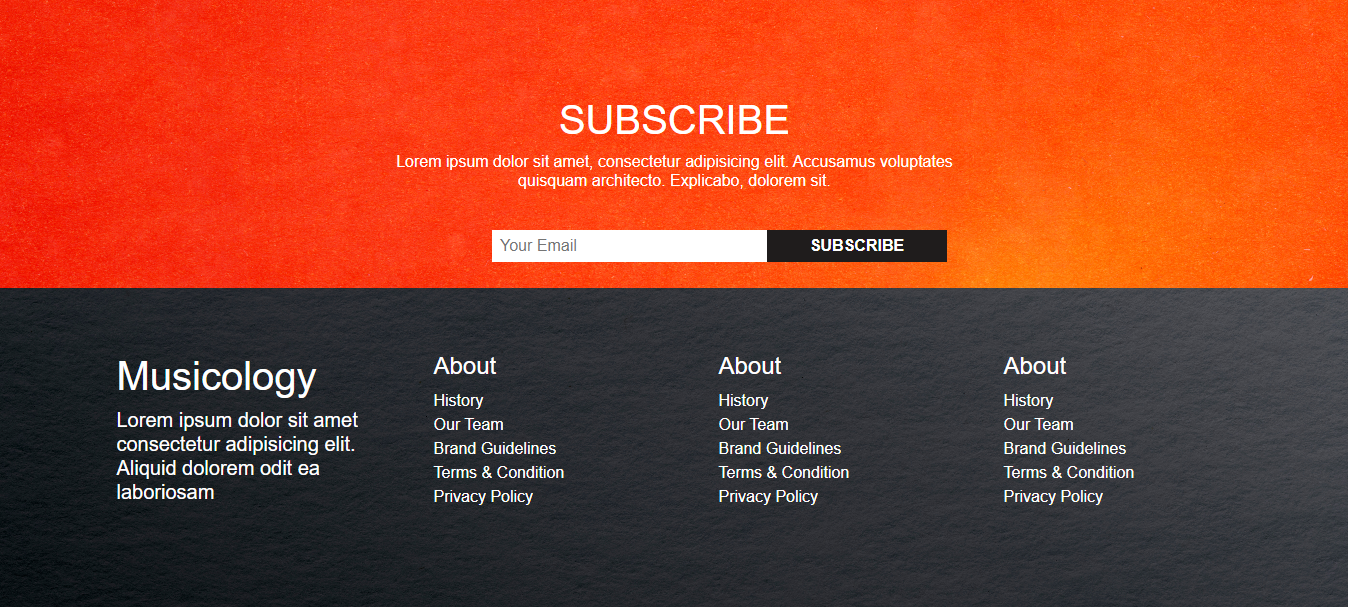 SUBSCRIBE
Lorem ipsum dolor sit amet, consectetur adipisicing elit. Accusamus voluptates
quisquam architecto. Explicabo, dolorem sit.
Your Email
SUBSCRIBE
Musicology
Lorem ipsum dolor sit amet
consectetur adipisicing elit.
Aliquid dolorem odit ea
laboriosam
About
History
Our Team
Brand Guidelines
Terms & Condition
Privacy Policy
About
History
Our Team
Brand Guidelines
Terms & Condition
Privacy Policy
About
History
Our Team
Brand Guidelines
Terms & Condition
Privacy Policy